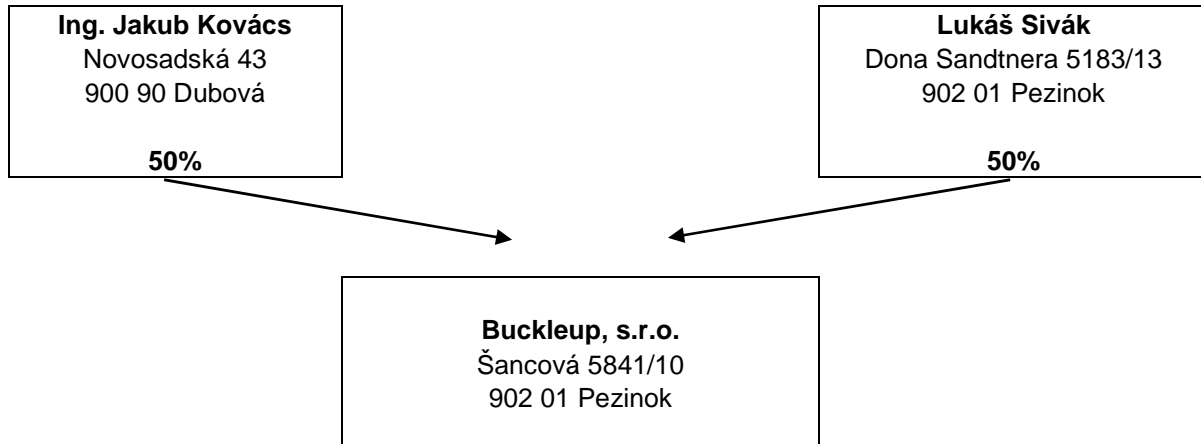 Ing. Jakub Kovács
Novosadská 43
900 90 Dubová
50%
Lukáš Sivák
Dona Sandtnera 5183/13
902 01 Pezinok
50%
Buckleup, s.r.o.
Šancová 5841/10
902 01 Pezinok